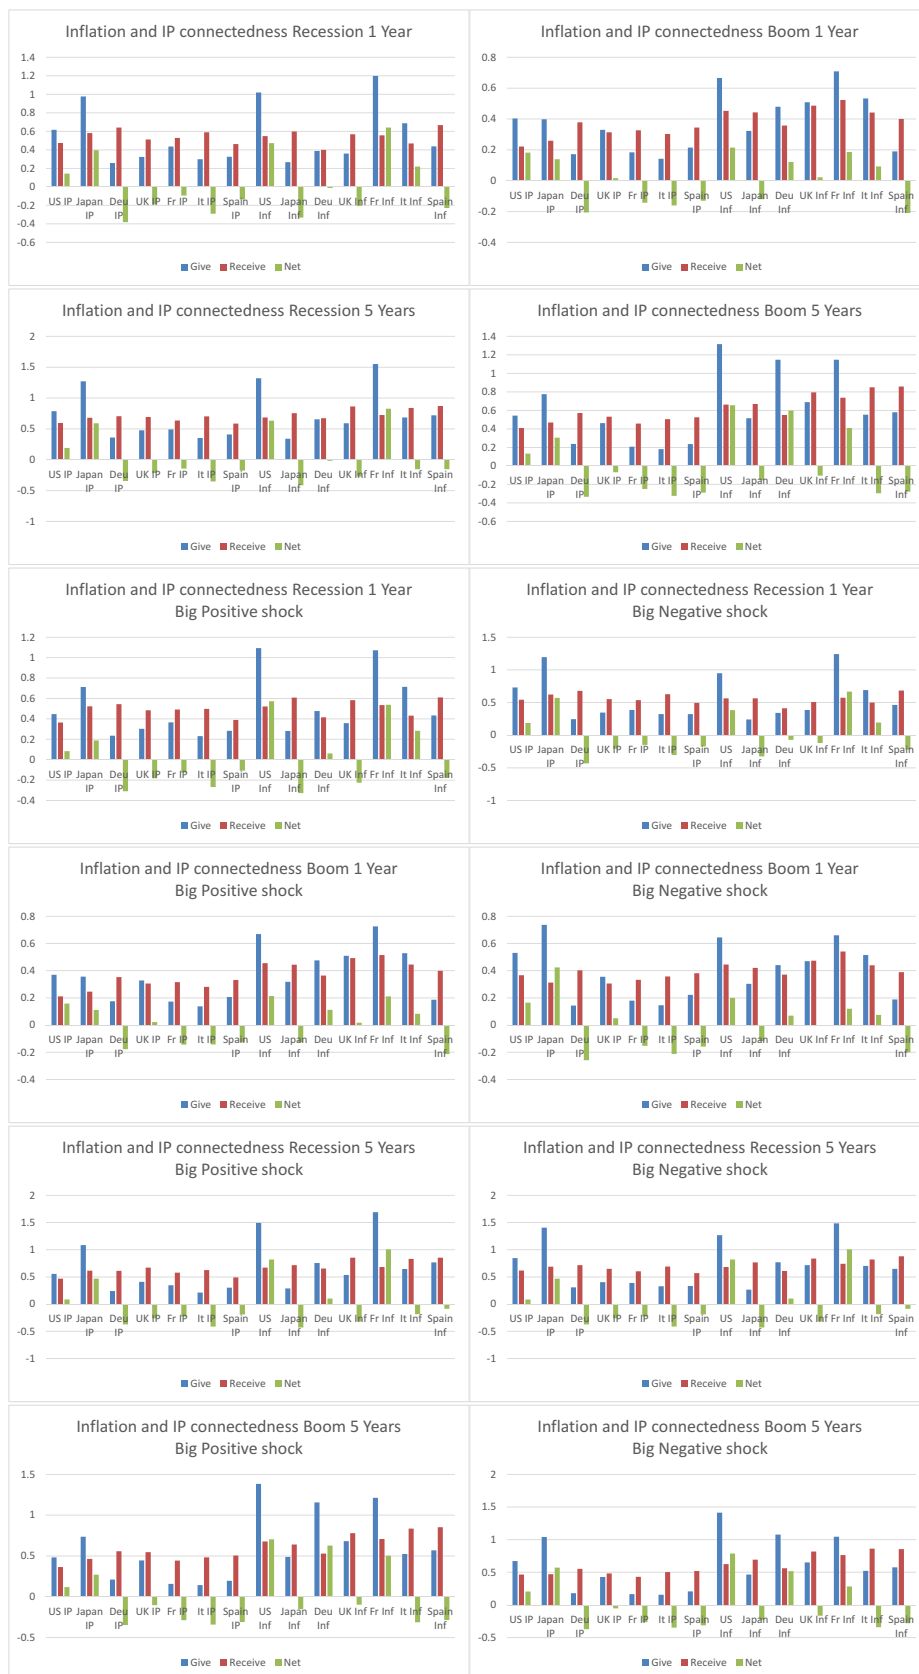 Inflation and IP connectedness Recession 1 Year
1.4
1.2
1
0.8
0.6
0.4
0.2
0
-0.2
-0.4
-0.6
US IP Japan IP Deu IP UK IP Fr IP It IP Spain IP US Inf Japan Inf Deu Inf UK Inf Fr Inf It Inf Spain Inf
Give Receive Net
Inflation and IP connectedness Boom 1 Year
0.8
0.6
0.4
0.2
0
-0.2
-0.4
US IP Japan IP Deu IP UK IP Fr IP It IP Spain IP US Inf Japan Inf Deu Inf UK Inf Fr Inf It Inf Spain Inf
Give Receive Net
Inflation and IP connectedness Recession 5 Years
2
1.5
1
0.5
0
-0.5
-1
US IP Japan IP Deu IP UK IP Fr IP It IP Spain IP US Inf Japan Inf Deu Inf UK Inf Fr Inf It Inf Spain Inf
Give Receive Net
Inflation and IP connectedness Boom 5 Years
1.4
1.2
1
0.8
0.6
0.4
0.2
0
-0.2
-0.4
-0.6
US IP Japan IP Deu IP UK IP Fr IP It IP Spain IP US Inf Japan Inf Deu Inf UK Inf Fr Inf It Inf Spain Inf
Give Receive Net
Inflation and IP connectedness Recession 1 Year
Big Positive shock
1.2
1
0.8
0.6
0.4
0.2
0
-0.2
-0.4
US IP Japan IP Deu IP UK IP Fr IP It IP Spain IP US Inf Japan Inf Deu Inf UK Inf Fr Inf It Inf Spain Inf
Give Receive Net
Inflation and IP connectedness Recession 1 Year
Big Negative shock
1.5
1
0.5
0
-0.5
-1
US IP Japan IP Deu IP UK IP Fr IP It IP Spain IP US Inf Japan Inf Deu Inf UK Inf Fr Inf It Inf Spain Inf
Give Receive Net
Inflation and IP connectedness Boom 1 Year
Big Positive shock
0.8
0.6
0.4
0.2
0
-0.2
-0.4
US IP Japan IP Deu IP UK IP Fr IP It IP Spain IP US Inf Japan Inf Deu Inf UK Inf Fr Inf It Inf Spain Inf
Give Receive Net
Inflation and IP connectedness Boom 1 Year
Big Negative shock
0.8
0.6
0.4
0.2
0
-0.2
-0.4
US IP Japan IP Deu IP UK IP Fr IP It IP Spain IP US Inf Japan Inf Deu Inf UK Inf Fr Inf It Inf Spain Inf
Give Receive Net
Inflation and IP connectedness Recession 5 Years
Big Positive shock
2
1.5
1
0.5
0
-0.5
-1
US IP Japan IP Deu IP UK IP Fr IP It IP Spain IP US Inf Japan Inf Deu Inf UK Inf Fr Inf It Inf Spain Inf
Give Receive Net
Inflation and IP connectedness Recession 5 Years
Big Negative shock
2
1.5
1
0.5
0
-0.5
-1
US IP Japan IP Deu IP UK IP Fr IP It IP Spain IP US Inf Japan Inf Deu Inf UK Inf Fr Inf It Inf Spain Inf
Give Receive Net
Inflation and IP connectedness Boom 5 Years
Big Positive shock
1.5
1
0.5
0
-0.5
US IP Japan IP Deu IP UK IP Fr IP It IP Spain IP US Inf Japan Inf Deu Inf UK Inf Fr Inf It Inf Spain Inf
Give Receive Net
Inflation and IP connectedness Boom 5 Years
Big Negative shock
2
1.5
1
0.5
0
-0.5
US IP Japan IP Deu IP UK IP Fr IP It IP Spain IP US Inf Japan Inf Deu Inf UK Inf Fr Inf It Inf Spain Inf
Give Receive Net